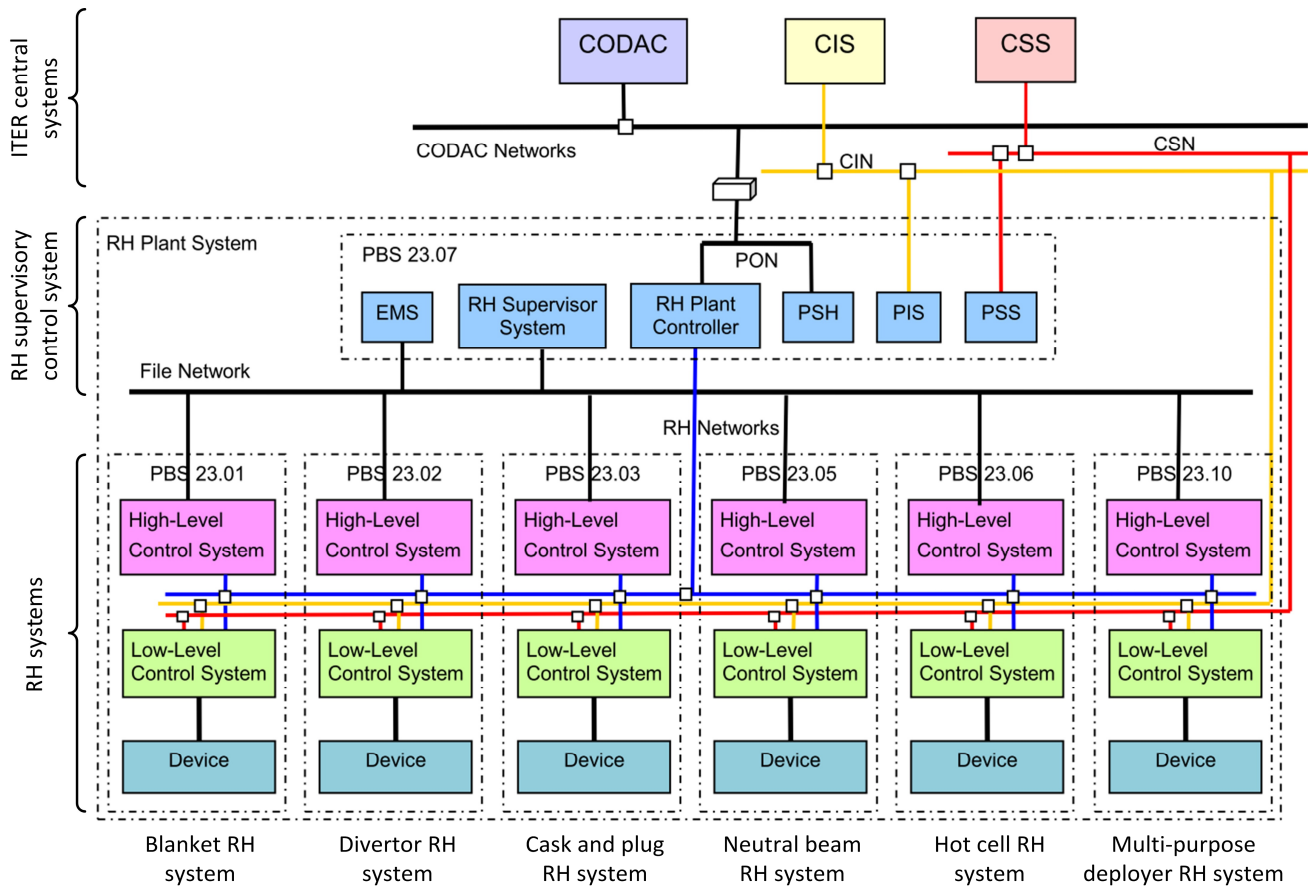 ITER central
systems
CODAC
CIS
CSS
CODAC Networks
CIN
CSN
RH supervisory
control system
RH Plant System
PBS 23.07
PON
EMS
RH Supervisor
System
RH Plant
Controller
PSH
PIS
PSS
File Network
RH Networks
RH systems
PBS 23.01
PBS 23.02
PBS 23.03
PBS 23.05
PBS 23.06
PBS 23.10
High-Level
Control System
High-Level
Control System
High-Level
Control System
High-Level
Control System
High-Level
Control System
High-Level
Control System
Low-Level
Control System
Low-Level
Control System
Low-Level
Control System
Low-Level
Control System
Low-Level
Control System
Low-Level
Control System
Device
Device
Device
Device
Device
Device
Blanket RH
system
Divertor RH
system
Cask and plug
RH system
Neutral beam
RH system
Hot cell RH
system
Multi-purpose
deployer RH system